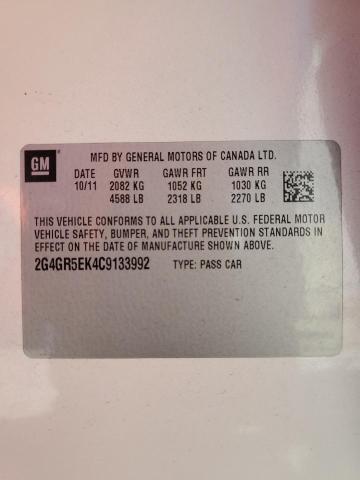 GM
MFD BY GENERAL MOTORS OF CANADA LTD.
DATE GVWR GAWR FRT GAWR RR
10/11 2082 KG 1052 KG 1030 KG
4588 LB 2318 LB 2270 LB
THIS VEHICLE CONFORMS TO ALL APPLICABLE U.S. FEDERAL MOTOR
VEHICLE SAFETY, BUMPER, AND THEFT PREVENTION STANDARDS IN
EFFECT ON THE DATE OF MANUFACTURE SHOWN ABOVE.
2G4GR5EK4C9133992 TYPE: PASS CAR